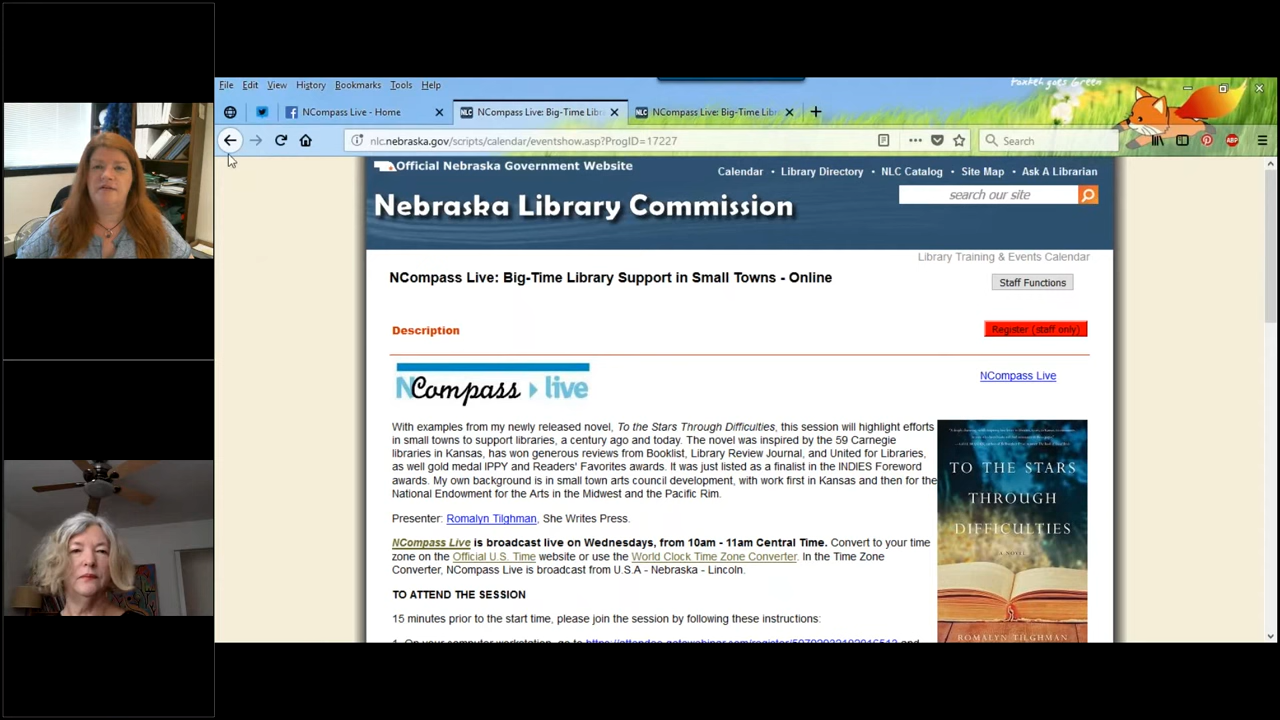 File Edit View History Bookmarks Tools Help
NCompass Live - Home
NLC NCompass Live: Big-Time Libr
NLC NCompass Live: Big-Time Libr
nlc.nebraska.gov/scripts/calendar/eventshow.asp?ProgID=17227
Search
ABP
Official Nebraska Government Website
Calendar Library Directory NLC Catalog Site Map Ask A Librarian
Nebraska Library Commission
search our site
Library Training & Events Calendar
NCompass Live: Big-Time Library Support in Small Towns - Online
Staff Functions
Description
Register (staff only)
NCompass live
NCompass Live
With examples from my newly released novel, To the Stars Through Difficulties, this session will highlight efforts
in small towns to support libraries, a century ago and today. The novel was inspired by the 59 Carnegie
libraries in Kansas, has won generous reviews from Booklist, Library Review Journal, and United for Libraries,
as well gold medal IPPY and Readers' Favorites awards. It was just listed as a finalist in the INDIES Foreword
awards. My own background is in small town arts council development, with work first in Kansas and then for the
National Endowment for the Arts in the Midwest and the Pacific Rim.
Presenter: Romalyn Tilghman, She Writes Press.
NCompass Live is broadcast live on Wednesdays, from 10am - 11am Central Time. Convert to your time
zone on the Official U.S. Time website or use the World Clock Time Zone Converter. In the Time Zone
Converter, NCompass Live is broadcast from U.S.A - Nebraska - Lincoln.
TO ATTEND THE SESSION
15 minutes prior to the start time, please join the session by following these instructions:
1. On your computer workstation, go to
TO THE STARS
THROUGH
DIFFICULTIES
A NOVEL
ROMALYN TILGHMAN